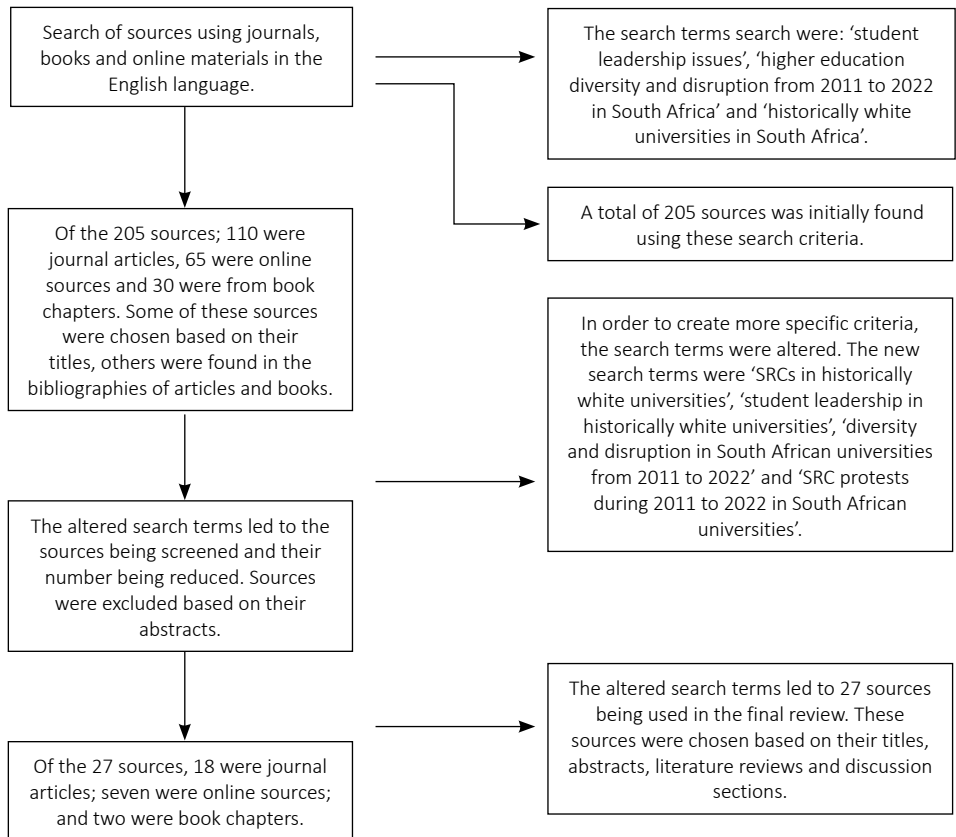 Search of sources using journals,
books and online materials in the
English language.
The search terms search were: ‘student
leadership issues’, ‘higher education
diversity and disruption from 2011 to 2022
in South Africa’ and ‘historically white
universities in South Africa’.
A total of 205 sources was initially found
using these search criteria.
Of the 205 sources; 110 were
journal articles, 65 were online
sources and 30 were from book
chapters. Some of these sources
were chosen based on their
titles, others were found in the
bibliographies of articles and books.
In order to create more specific criteria,
the search terms were altered. The new
search terms were ‘SRCs in historically
white universities’, ‘student leadership in
historically white universities’, ‘diversity
and disruption in South African universities
from 2011 to 2022’ and ‘SRC protests
during 2011 to 2022 in South African
universities’.
The altered search terms led to the
sources being screened and their
number being reduced. Sources
were excluded based on their
abstracts.
The altered search terms led to 27 sources
being used in the final review. These
sources were chosen based on their titles,
abstracts, literature reviews and discussion
sections.
Of the 27 sources, 18 were journal
articles; seven were online sources;
and two were book chapters.